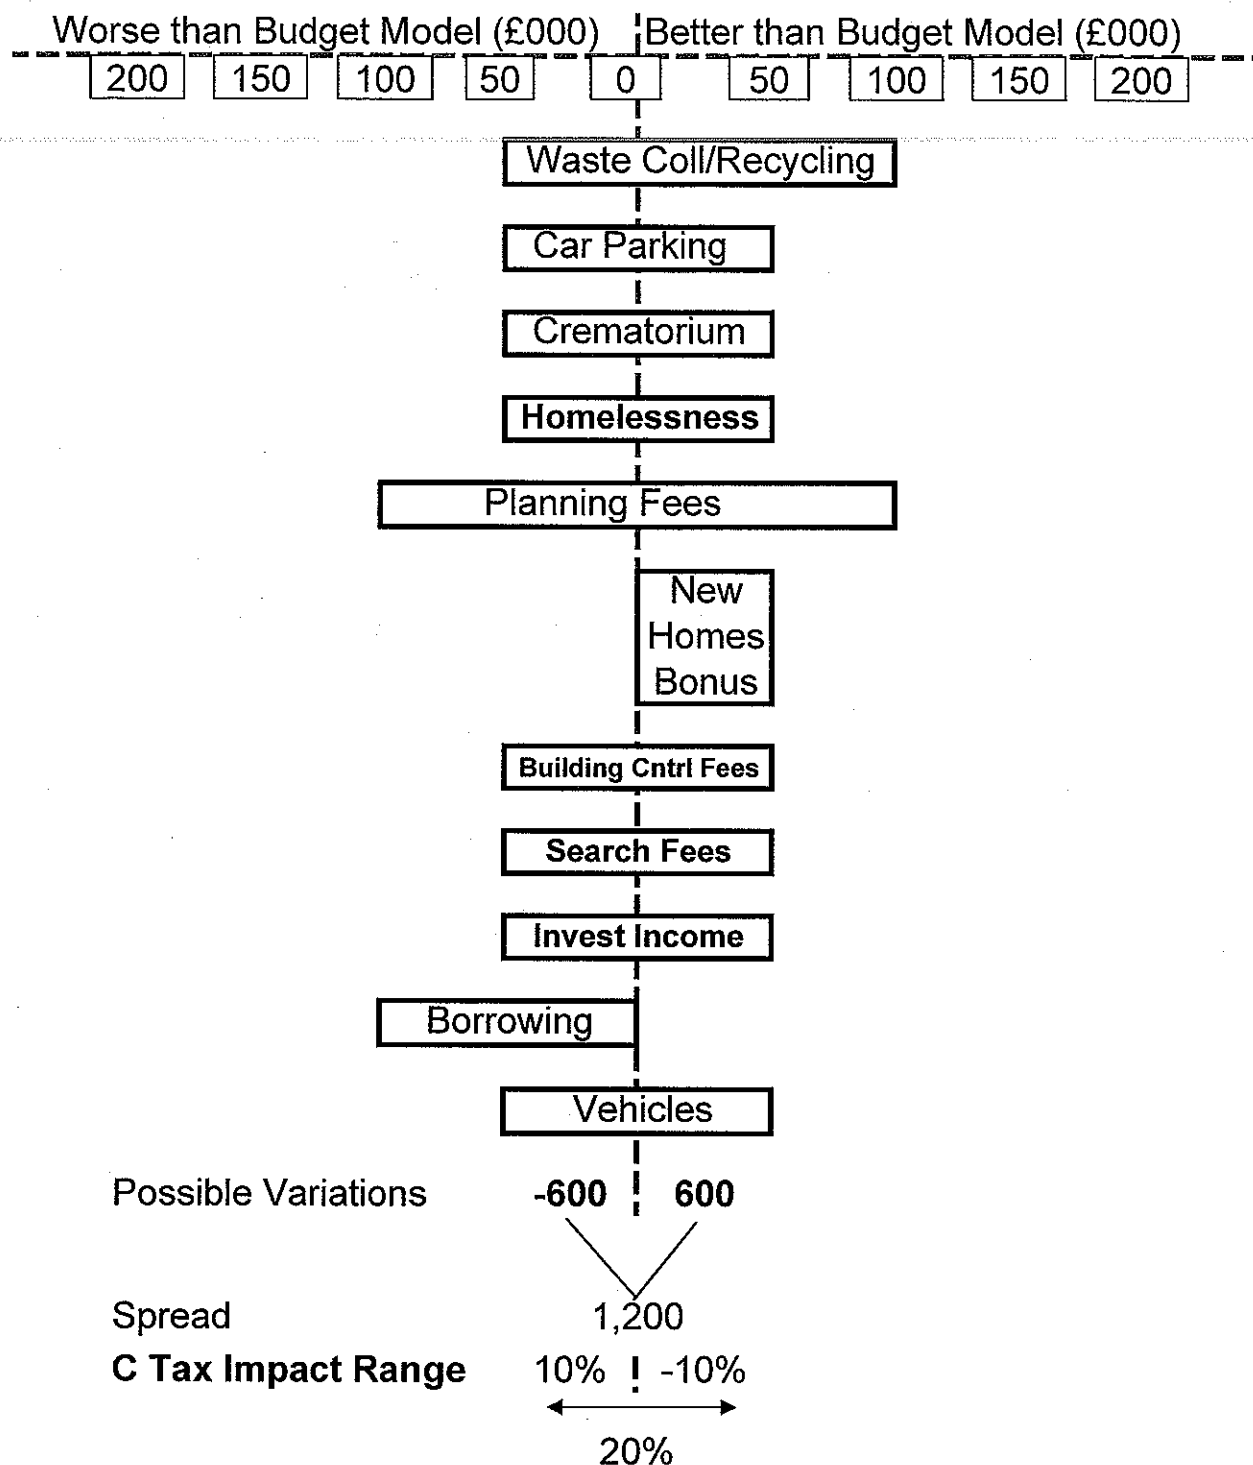 Worse than Budget Model (£000) Better than Budget Model (£000)
200 150 100 50 0 50 100 150 200
Waste Coll/Recycling
Car Parking
Crematorium
Homelessness
Planning Fees
New
Homes
Bonus
Building Cntrl Fees
Search Fees
Invest Income
Borrowing
Vehicles
Possible Variations -600 600
Spread 1,200
C Tax Impact Range 10% -10%
20%